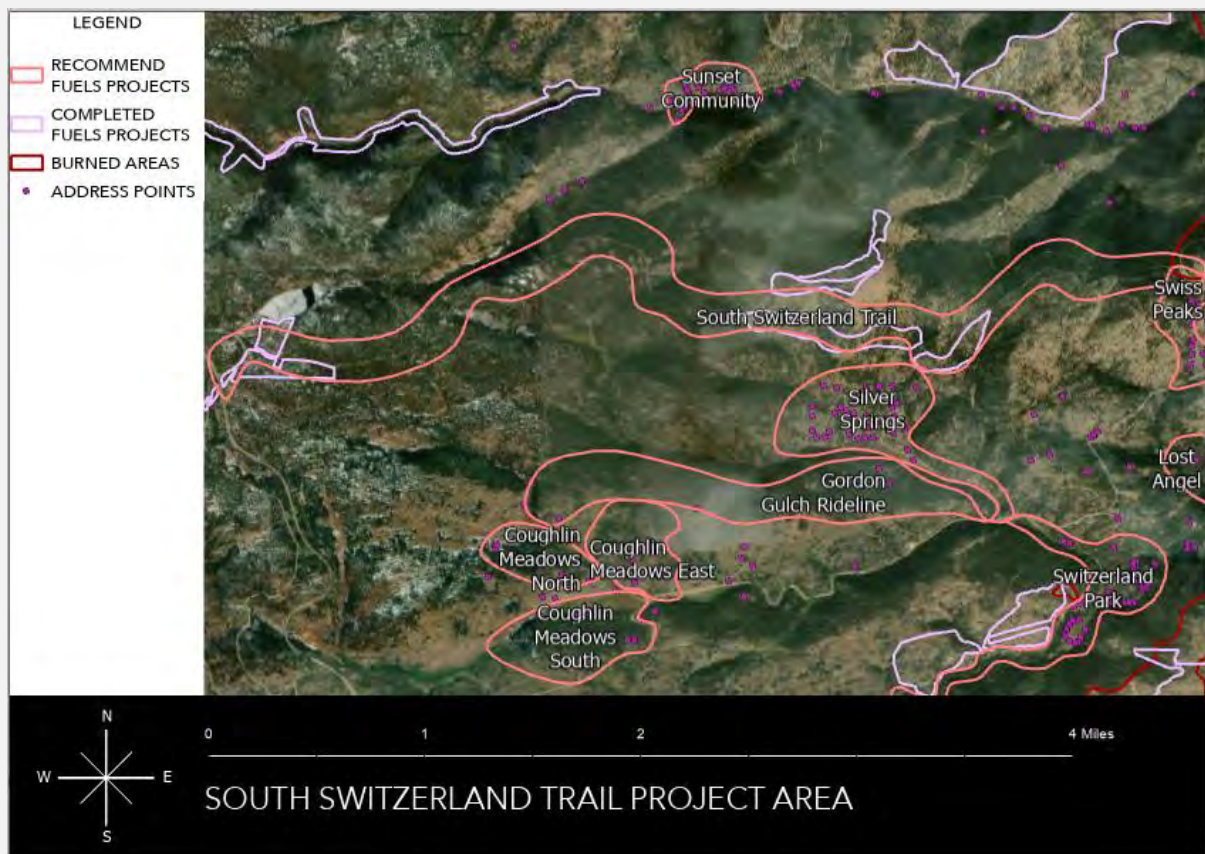 LEGEND
RECOMMEND
FUELS PROJECTS
COMPLETED
FUELS PROJECTS
BURNED AREAS
ADDRESS POINTS
Sunset
Community
South Switzerland Trail
Swiss
Peaks
Silver
Springs
Lost
Angel
Gordon
Gulch Rideline
Coughlin
Meadows
North
Coughlin
Meadows East
Coughlin
Meadows
South
Switzerland
Park
N
W
E
S
0
1
2
4 Miles
SOUTH SWITZERLAND TRAIL PROJECT AREA